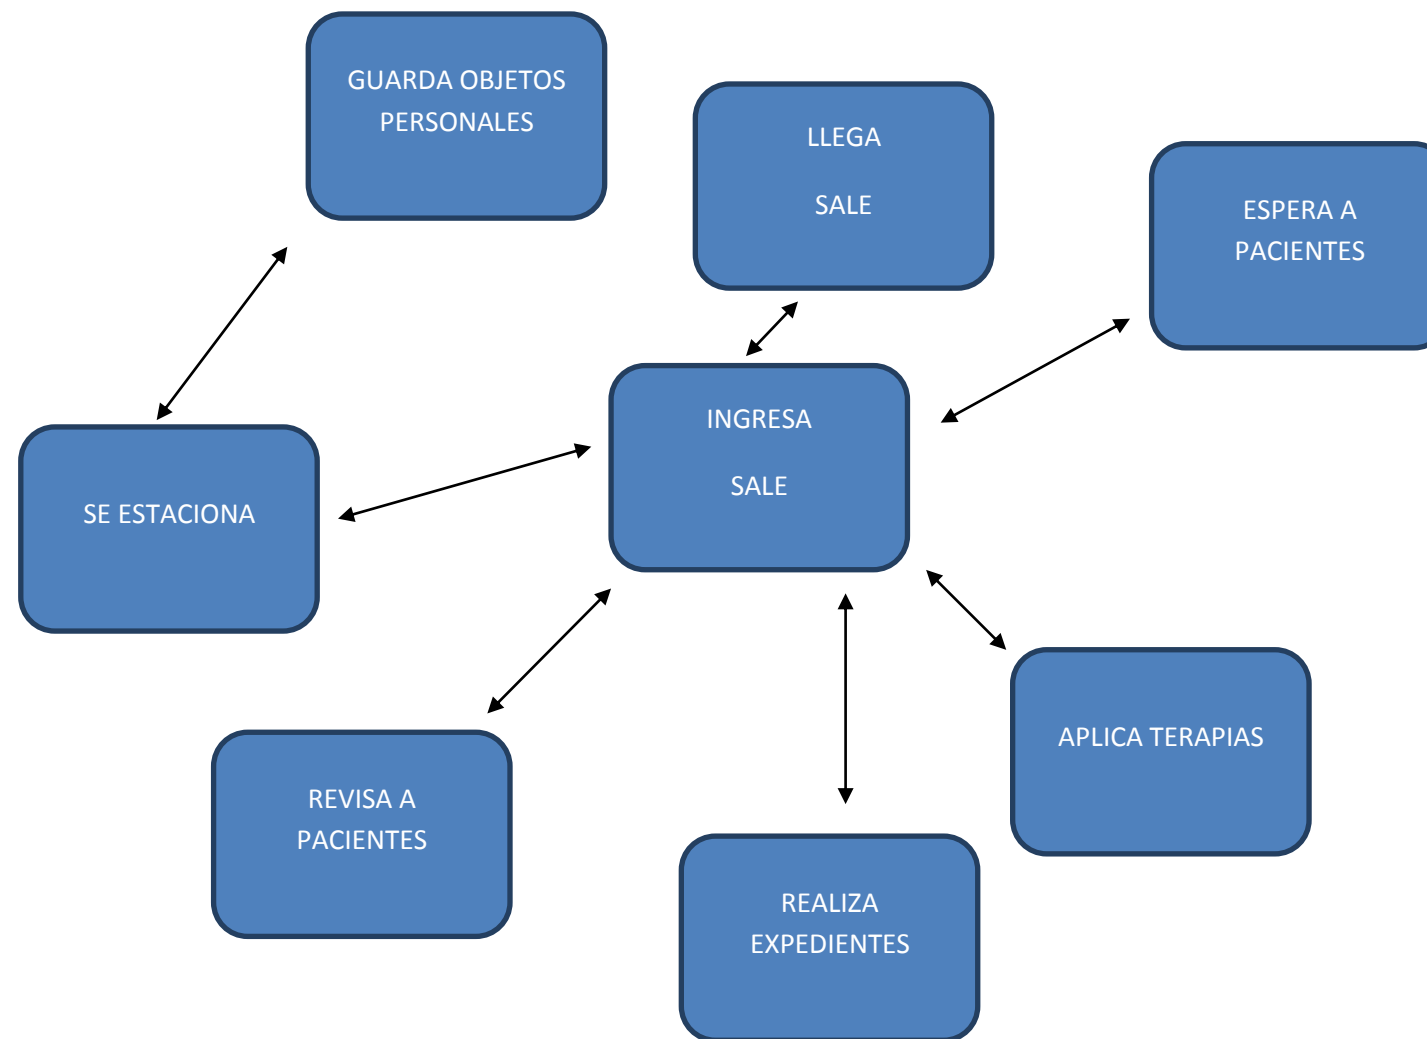 GUARDA OBJETOS
PERSONALES
LLEGA
SALE
ESPERA A
PACIENTES
INGRESA
SALE
SE ESTACIONA
APLICA TERAPIAS
REVISA A
PACIENTES
REALIZA
EXPEDIENTES